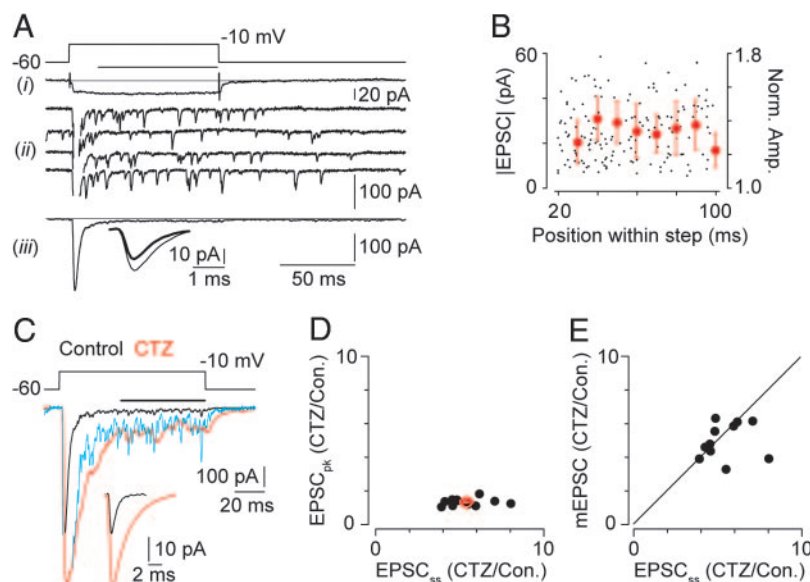 A
-10 mV
-60
(i)
20 pA
(ii)
100 pA
(iii)
100 pA
10 pA
1 ms
50 ms
B
60
|EPSC| (pA)
0
1.8
Norm. Amp.
1.0
20
100
Position within step (ms)
C
Control CTZ
-10 mV
-60
100 pA
20 ms
10 pA
2 ms
D
10
EPSCpk (CTZ/Con.)
0
0
10
EPSCss (CTZ/Con.)
E
10
mEPSC (CTZ/Con.)
0
0
10
EPSCss (CTZ/Con.)